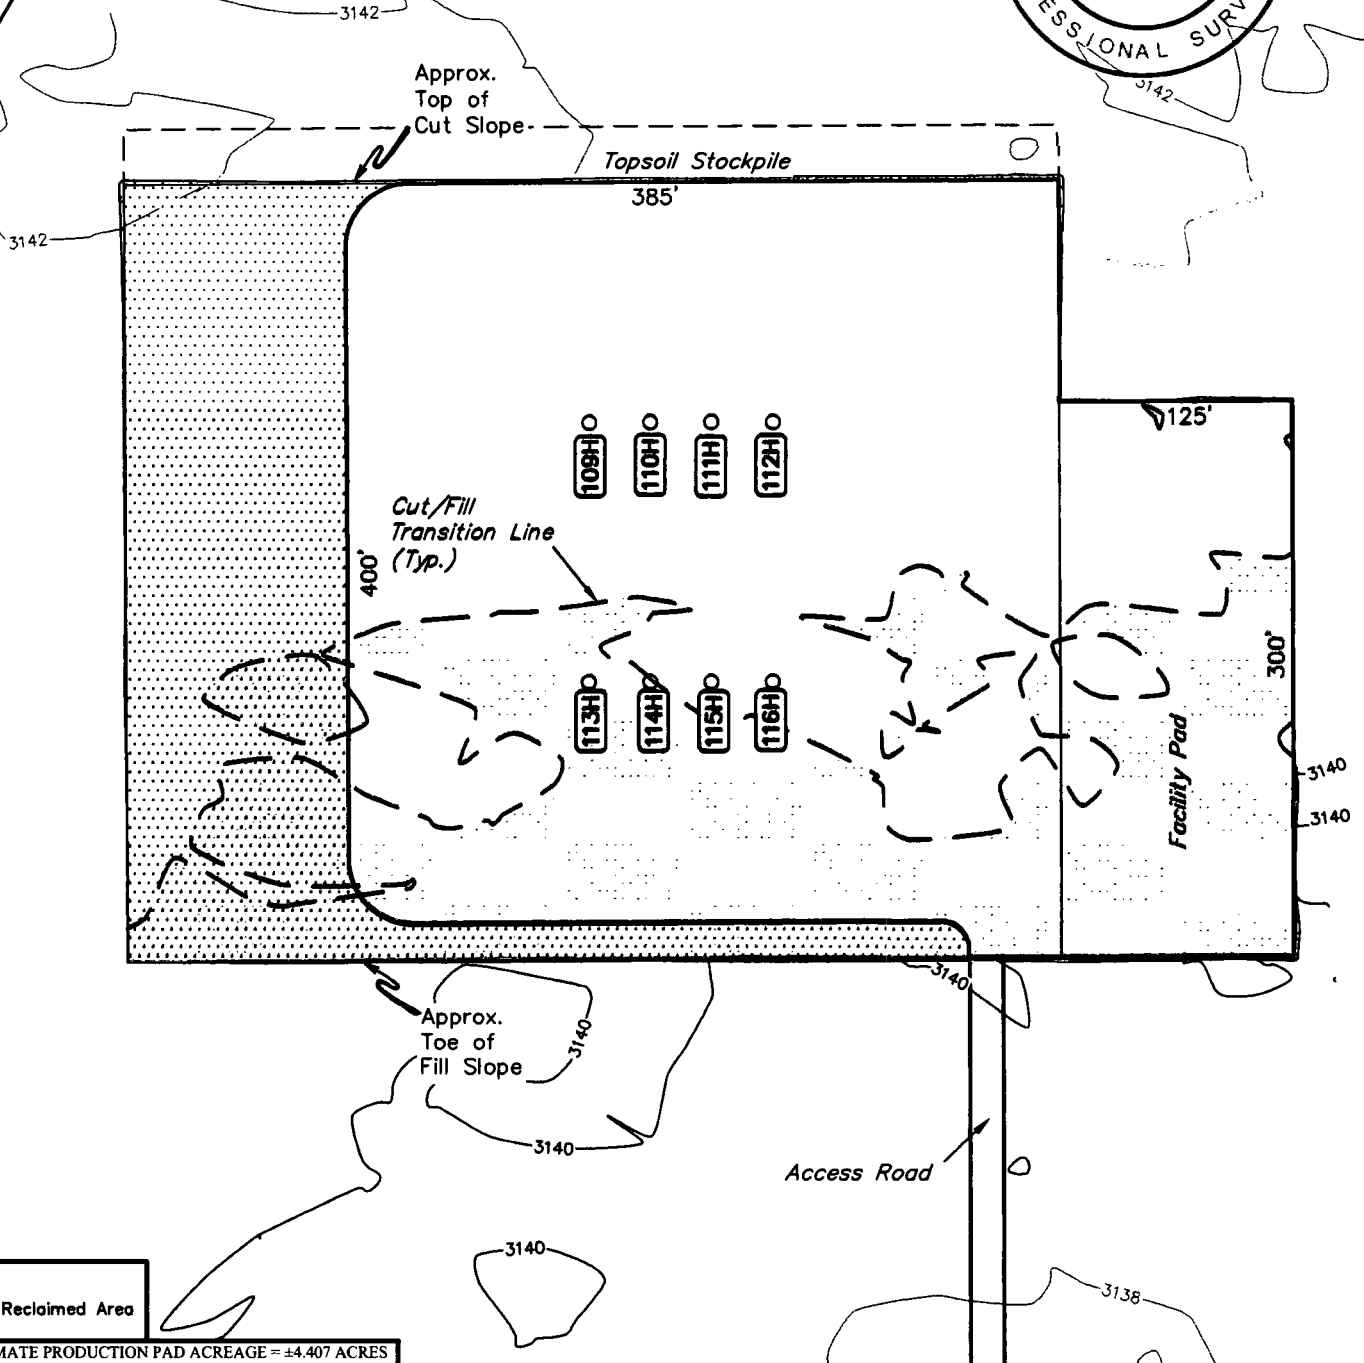 3142
ESSIONAL SURV
Approx.
Top of
Cut Slope
3142
Topsoil Stockpile
385'
3142
125'
109H
110H
111H
112H
Cut/Fill
Transition Line
(Typ.)
400'
300'
113H
114H
115H
116H
Facility Pad
3140
3140
3140
Approx.
Toe of
Fill Slope
3140
3140
Access Road
3140
3138
Reclaimed Area
MATE PRODUCTION PAD ACREAGE = ±4.407 ACRES